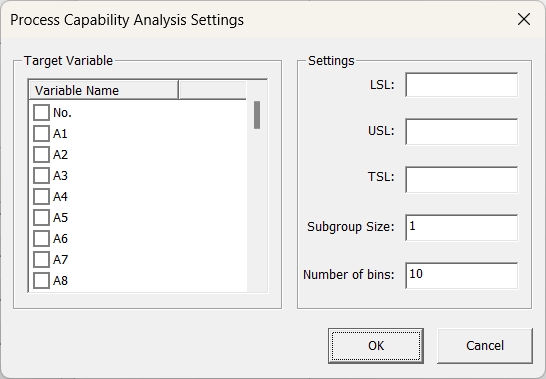 Process Capability Analysis Settings
Target Variable
Variable Name
No.
A1
A2
A3
A4
A5
A6
A7
A8
Settings
LSL:
USL:
TSL:
Subgroup Size: 1
Number of bins: 10
OK
Cancel